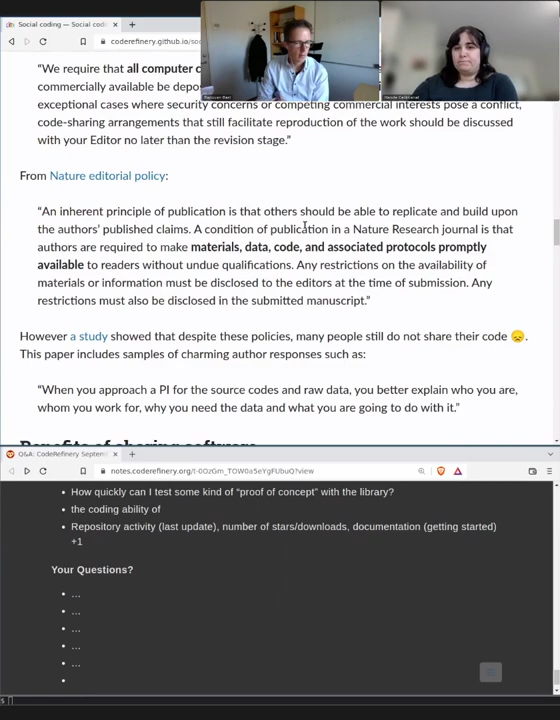 Social coding — Social codi
coderefinery.github.io/so
“We require that all computer c
commercially available be depo
exceptional cases where security concerns or competing commercial interests pose a conflict,
code-sharing arrangements that still facilitate reproduction of the work should be discussed
with your Editor no later than the revision stage.”
From Nature editorial policy:
“An inherent principle of publication is that others should be able to replicate and build upon
the authors’ published claims. A condition of publication in a Nature Research journal is that
authors are required to make materials, data, code, and associated protocols promptly
available to readers without undue qualifications. Any restrictions on the availability of
materials or information must be disclosed to the editors at the time of submission. Any
restrictions must also be disclosed in the submitted manuscript.”
However a study showed that despite these policies, many people still do not share their code 😞.
This paper includes samples of charming author responses such as:
“When you approach a PI for the source codes and raw data, you better explain who you are,
whom you work for, why you need the data and what you are going to do with it.”
Benefits of sharing software
Q&A: CodeRefinery Septem
• How quickly can I test some kind of “proof of concept” with the library?
• the coding ability of
• Repository activity (last update), number of stars/downloads, documentation (getting started)
+1
Your Questions?
• ...
• ...
• ...
• ...
• ...
•
$